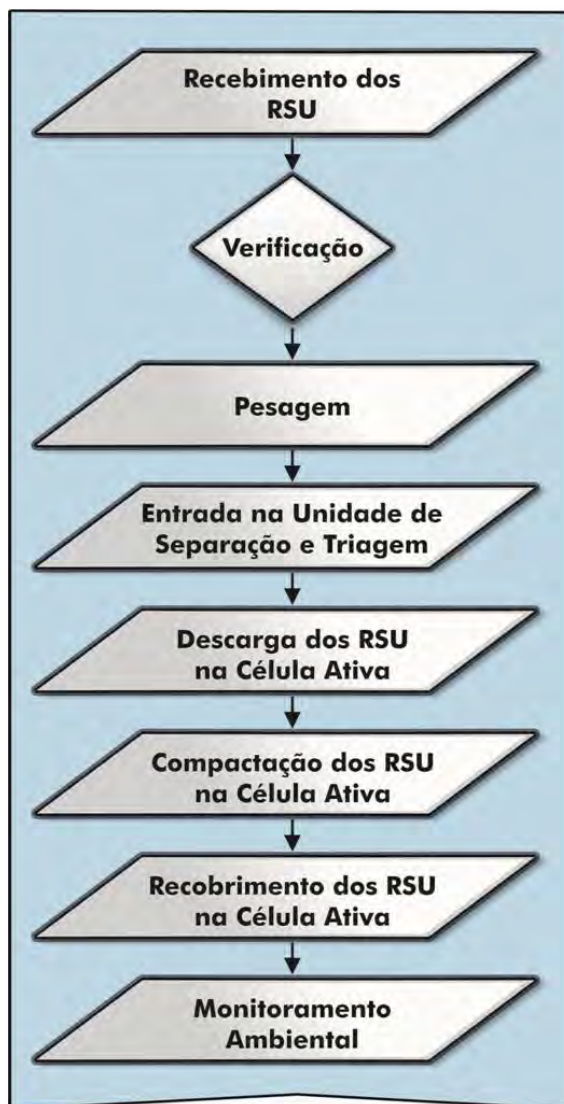 Recebimento dos
RSU
Verificação
Pesagem
Entrada na Unidade de
Separação e Triagem
Descarga dos RSU
na Célula Ativa
Compactação dos RSU
na Célula Ativa
Recobrimento dos RSU
na Célula Ativa
Monitoramento
Ambiental